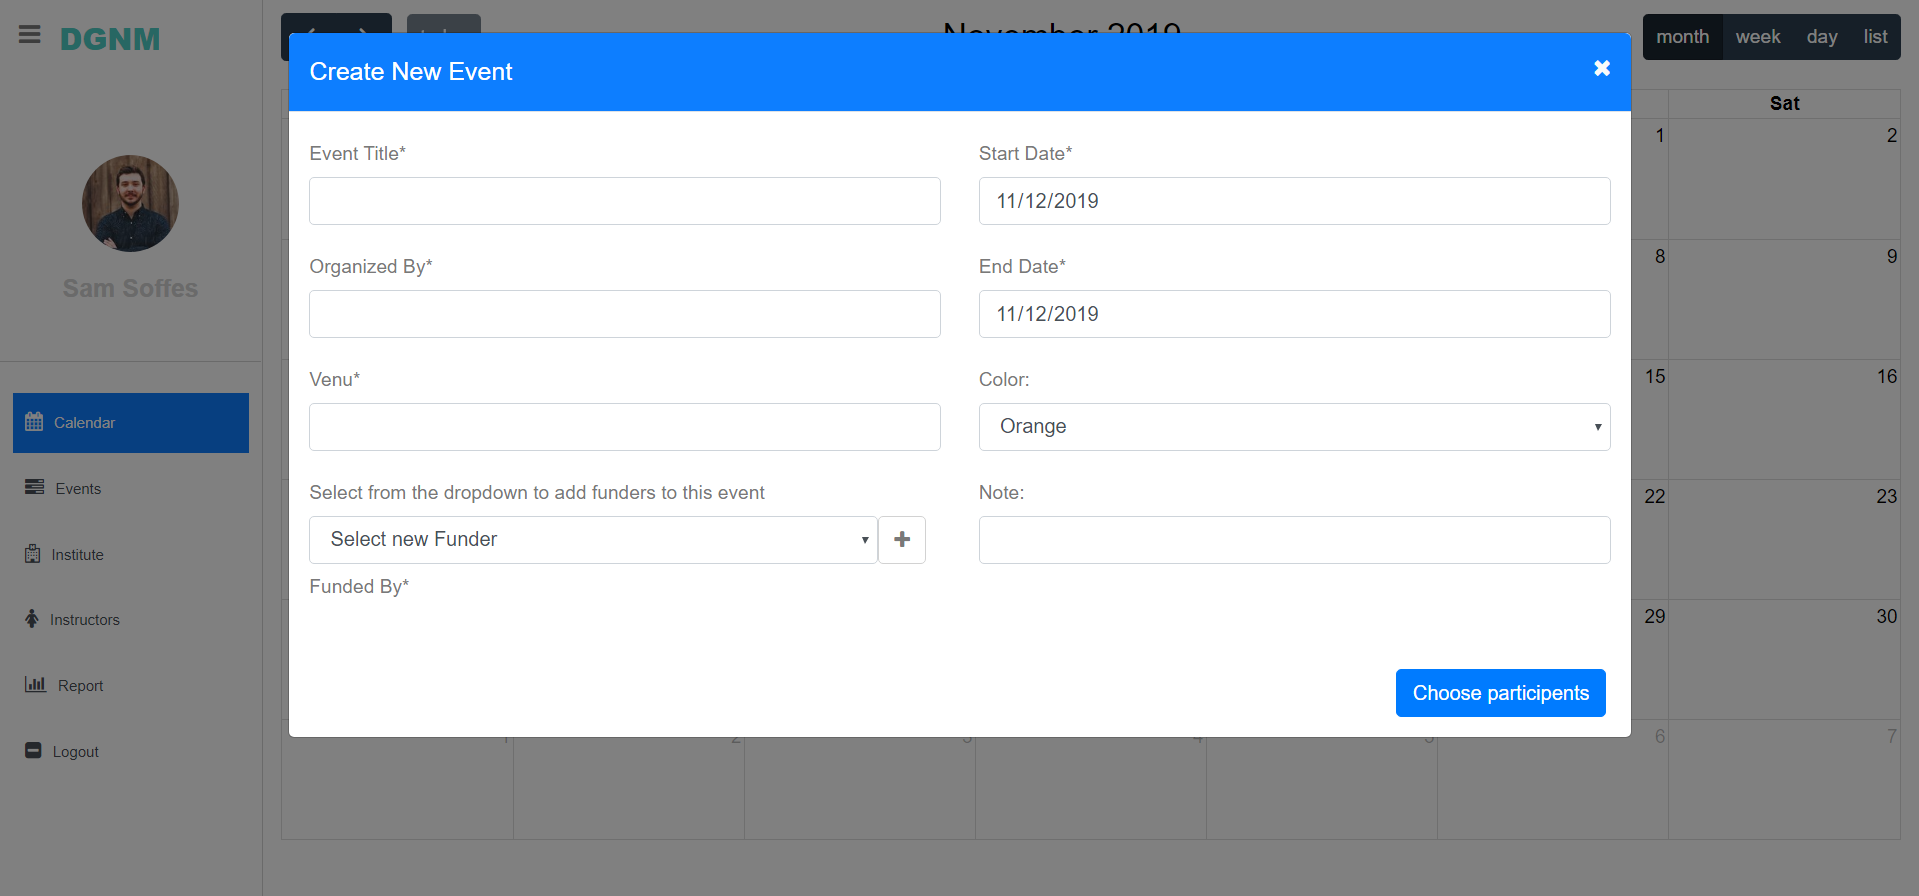 DGNM
Sam Soffes
Calendar
Events
Institute
Instructors
Report
Logout
November 2019
month week day list
Create New Event
Event Title*
Start Date*
11/12/2019
Organized By*
End Date*
11/12/2019
Venu*
Color:
Orange
Select from the dropdown to add funders to this event
Note:
Select new Funder
Funded By*
Choose participents
Sat
1 2
8 9
15 16
22 23
29 30
1 2 3 4 5 6 7